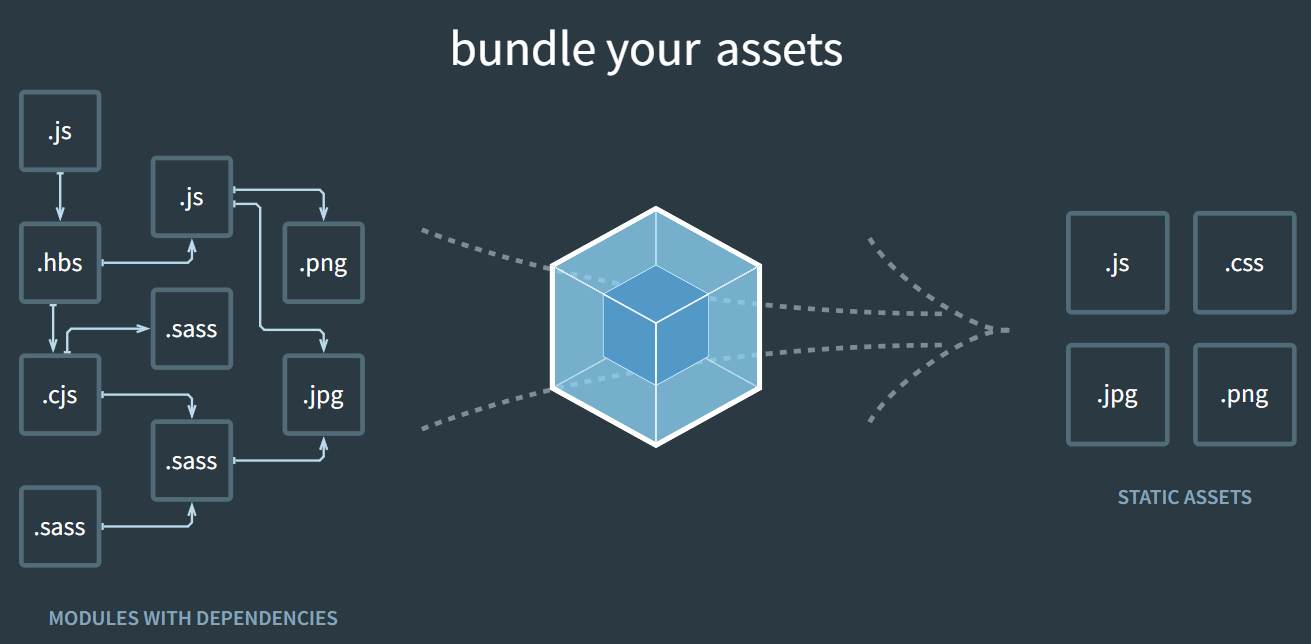 bundle your assets
.js
.js
.hbs
.png
.sass
.cjs
.jpg
.sass
.sass
MODULES WITH DEPENDENCIES
.js
.css
.jpg
.png
STATIC ASSETS